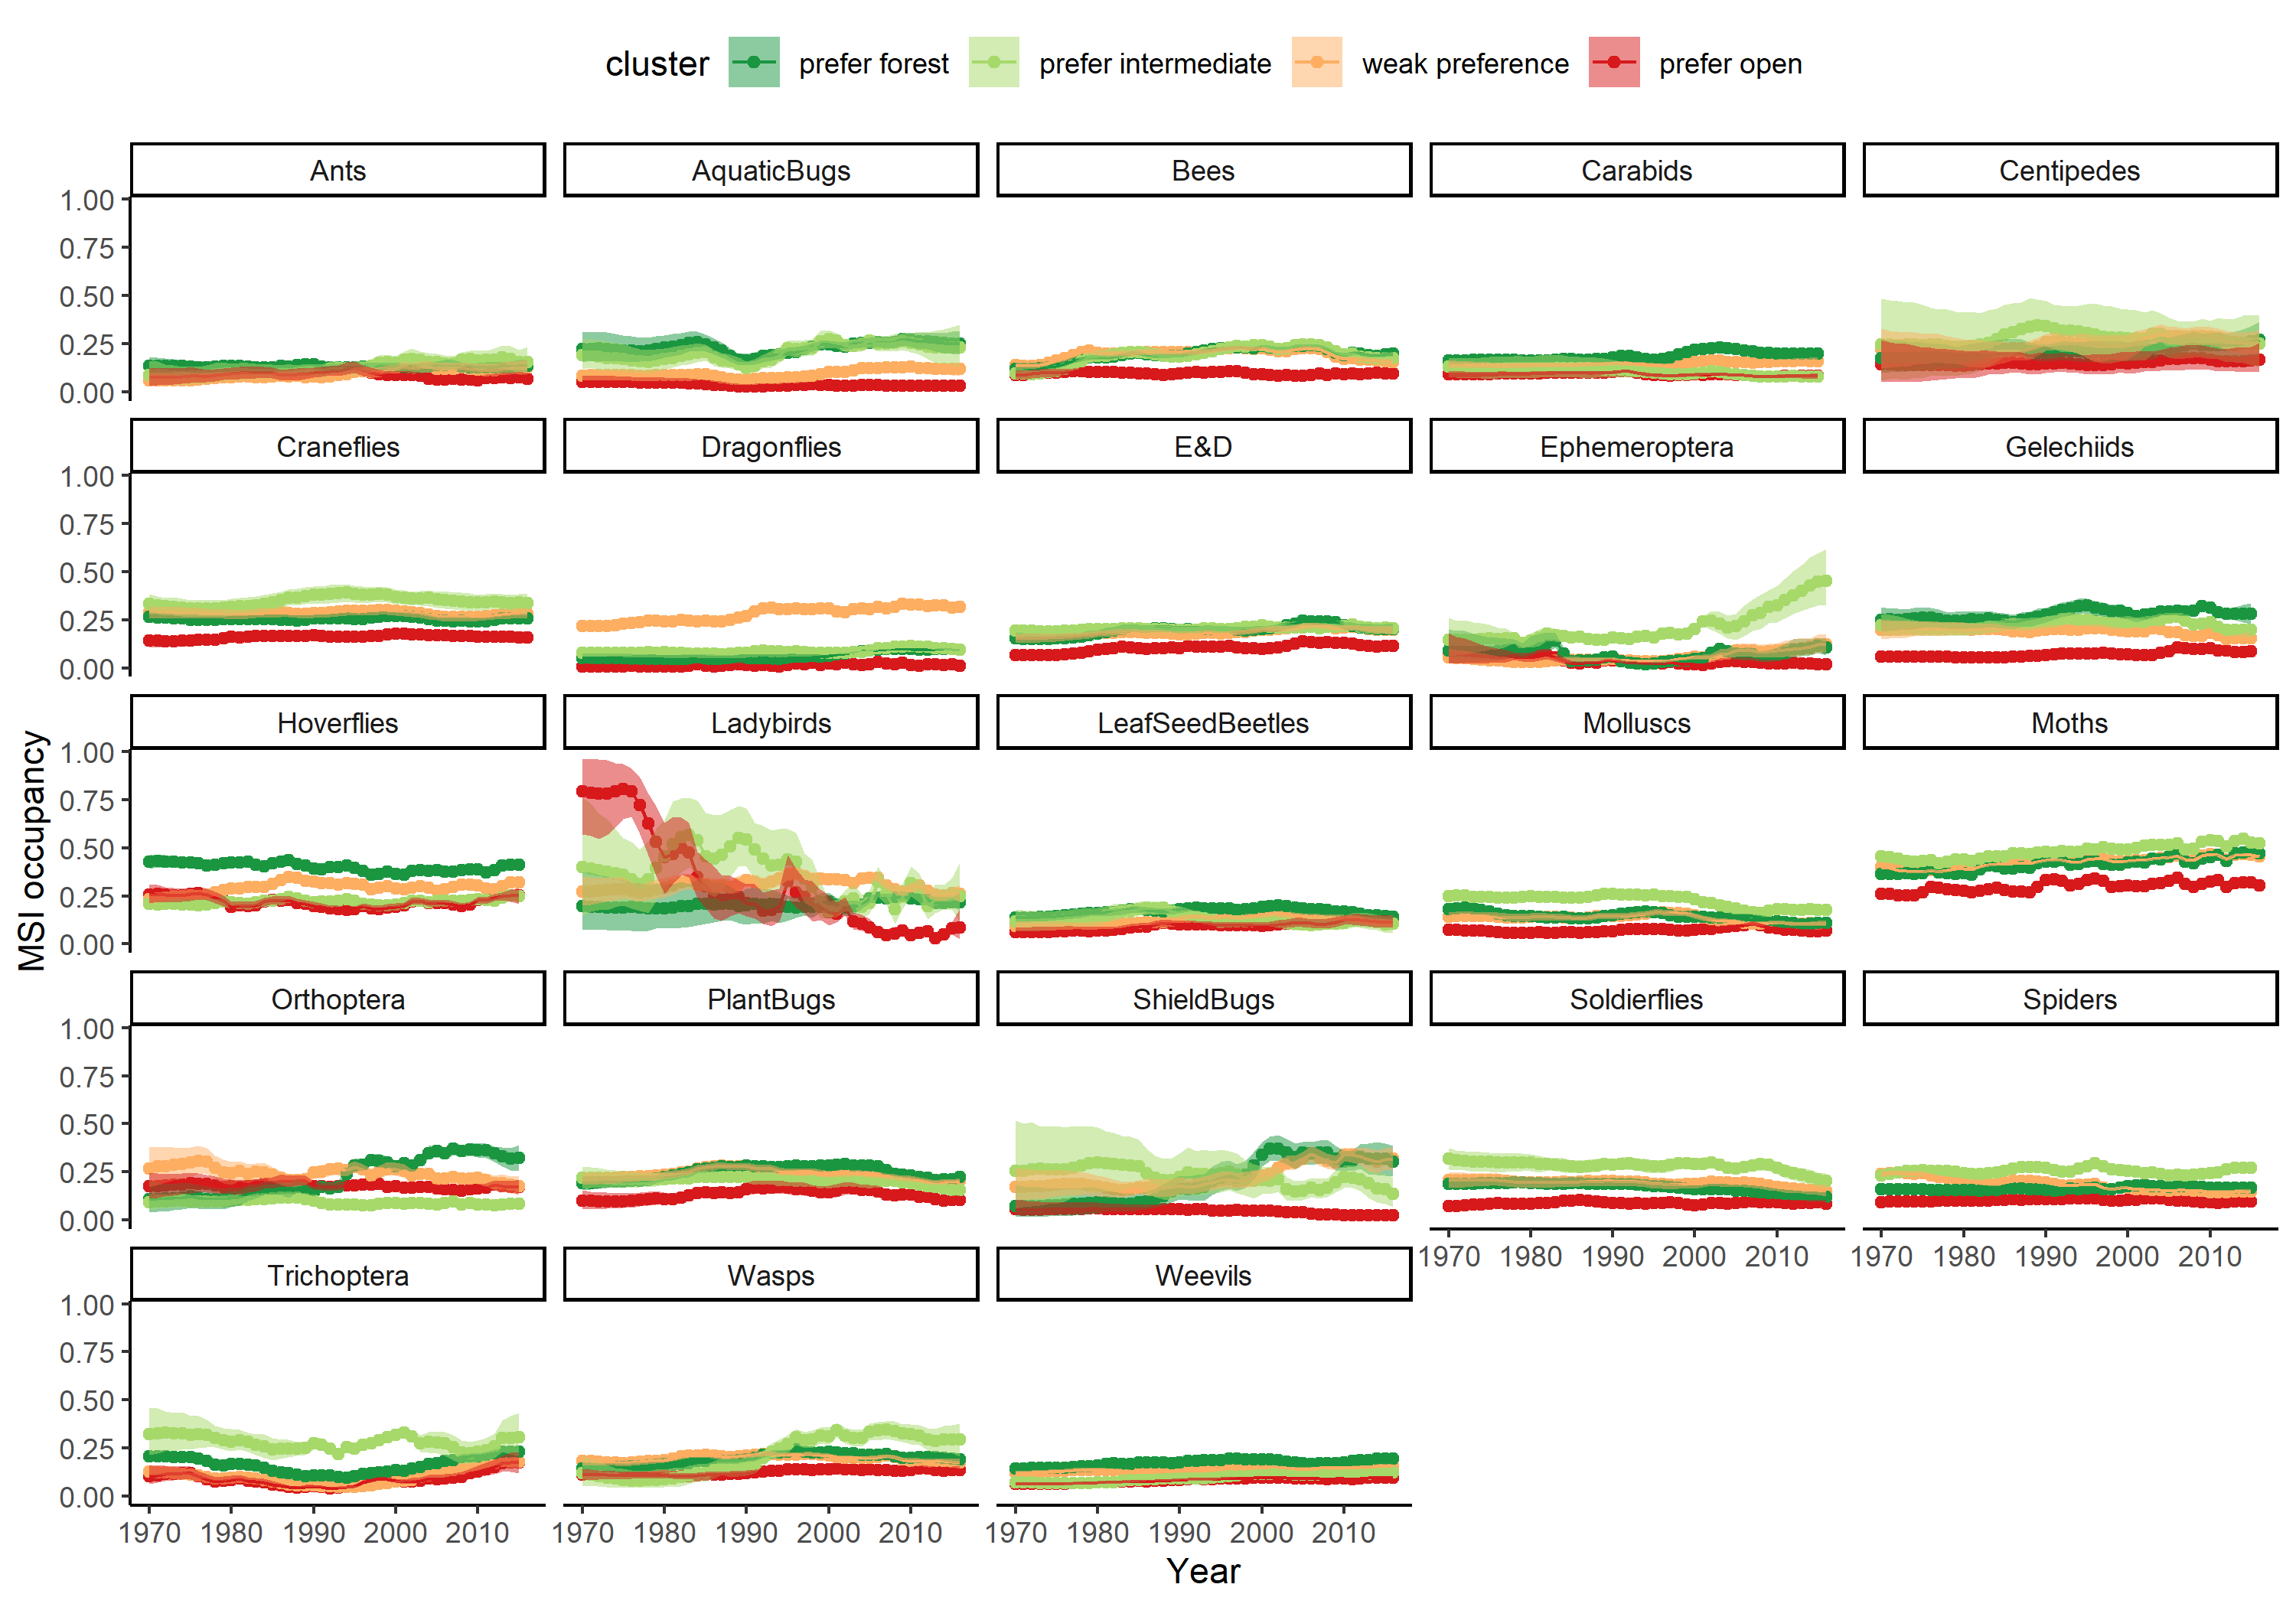 cluster prefer forest prefer intermediate weak preference prefer open
Ants AquaticBugs Bees Carabids Centipedes
1.00
0.75
0.50
0.25
0.00
Craneflies Dragonflies E&D Ephemeroptera Gelechiids
1.00
0.75
0.50
0.25
0.00
Hoverflies Ladybirds LeafSeedBeetles Molluscs Moths
1.00
0.75
0.50
0.25
0.00
MSI occupancy
Orthoptera PlantBugs ShieldBugs Soldierflies Spiders
1.00
0.75
0.50
0.25
0.00
1970 1980 1990 2000 2010 1970 1980 1990 2000 2010
Trichoptera Wasps Weevils
1.00
0.75
0.50
0.25
0.00
1970 1980 1990 2000 2010 1970 1980 1990 2000 2010 1970 1980 1990 2000 2010
Year